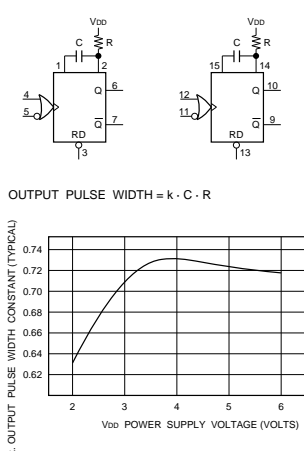 VDD VDD
C R C R
1 2 15 14
4 Q 6 12 Q 10
5 Q 7 11 Q 9
RD RD
3 13
OUTPUT PULSE WIDTH = k · C · R
OUTPUT PULSE WIDTH CONSTANT (TYPICAL)
0.74
0.72
0.70
0.68
0.66
0.64
0.62
2 3 4 5 6
VDD POWER SUPPLY VOLTAGE (VOLTS)